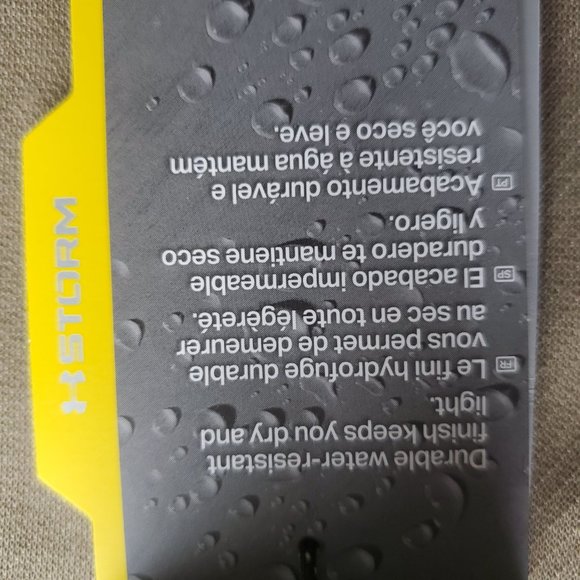 Durable water-resistant
finish keeps you dry and
light.
FR Le fini hydrofuge durable
vous permet de demeurer
au sec en toute légèreté.
SP El acabado impermeable
duradero te mantiene seco
y ligero.
PT Acabamento durável e
resistente à água mantém
você seco e leve.
STORM